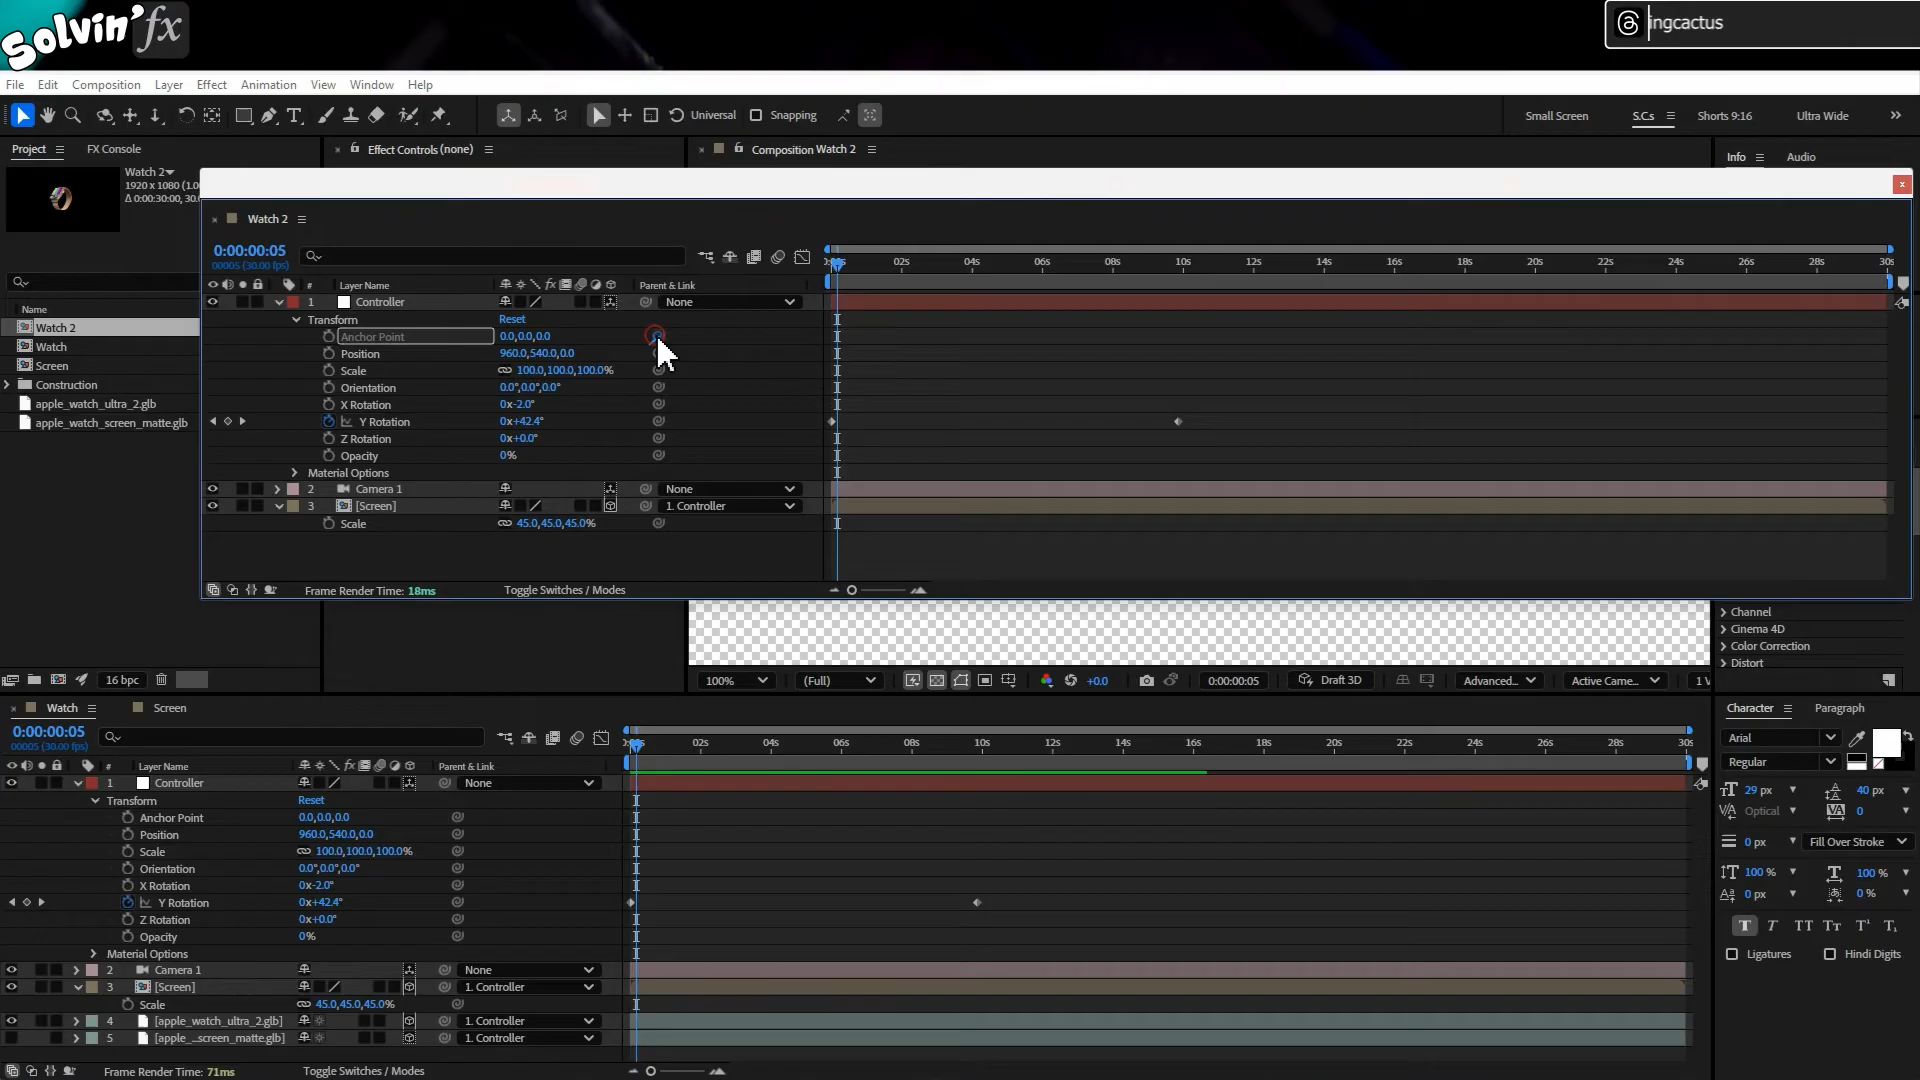 Solvin' fx
ingcactus
File Edit Composition Layer Effect Animation View Window Help
Universal Snapping Small Screen S.C.s Shorts 9:16 Ultra Wide
Project FX Console Effect Controls (none) Composition Watch 2 Info Audio
Watch 2
1920 x 1080 (1.0
Δ 0:00:30:00, 30.
Name
Watch 2
Watch
Screen
Construction
apple_watch_ultra_2.glb
apple_watch_screen_matte.glb
16 bpc
Watch 2
0:00:00:05
00005 (30.00 fps)
02s 04s 06s 08s 10s 12s 14s 16s 18s 20s 22s 24s 26s 28s 30s
# Layer Name Parent & Link
1 Controller None
Transform Reset
Anchor Point 0.0,0.0,0.0
Position 960.0,540.0,0.0
Scale 100.0,100.0,100.0%
Orientation 0.0°,0.0°,0.0°
X Rotation 0x-2.0°
Y Rotation 0x+42.4°
Z Rotation 0x+0.0°
Opacity 0%
Material Options
2 Camera 1 None
3 [Screen] 1. Controller
Scale 45.0,45.0,45.0%
Frame Render Time: 18ms Toggle Switches / Modes
Channel
Cinema 4D
Color Correction
Distort
100% (Full) +0.0 0:00:00:05 Draft 3D Advanced... Active Came... 1 V
Watch Screen
0:00:00:05
00005 (30.00 fps)
02s 04s 06s 08s 10s 12s 14s 16s 18s 20s 22s 24s 26s 28s 30s
# Layer Name Parent & Link
1 Controller None
Transform Reset
Anchor Point 0.0,0.0,0.0
Position 960.0,540.0,0.0
Scale 100.0,100.0,100.0%
Orientation 0.0°,0.0°,0.0°
X Rotation 0x-2.0°
Y Rotation 0x+42.4°
Z Rotation 0x+0.0°
Opacity 0%
Material Options
2 Camera 1 None
3 [Screen] 1. Controller
Scale 45.0,45.0,45.0%
4 [apple_watch_ultra_2.glb] 1. Controller
5 [apple_...screen_matte.glb] 1. Controller
Frame Render Time: 71ms Toggle Switches / Modes
Character Paragraph
Arial
Regular
29 px 40 px
Optical 0
0 px Fill Over Stroke
100 % 100 %
0 px 0 %
T T TT Tt T¹ T₁
Ligatures Hindi Digits